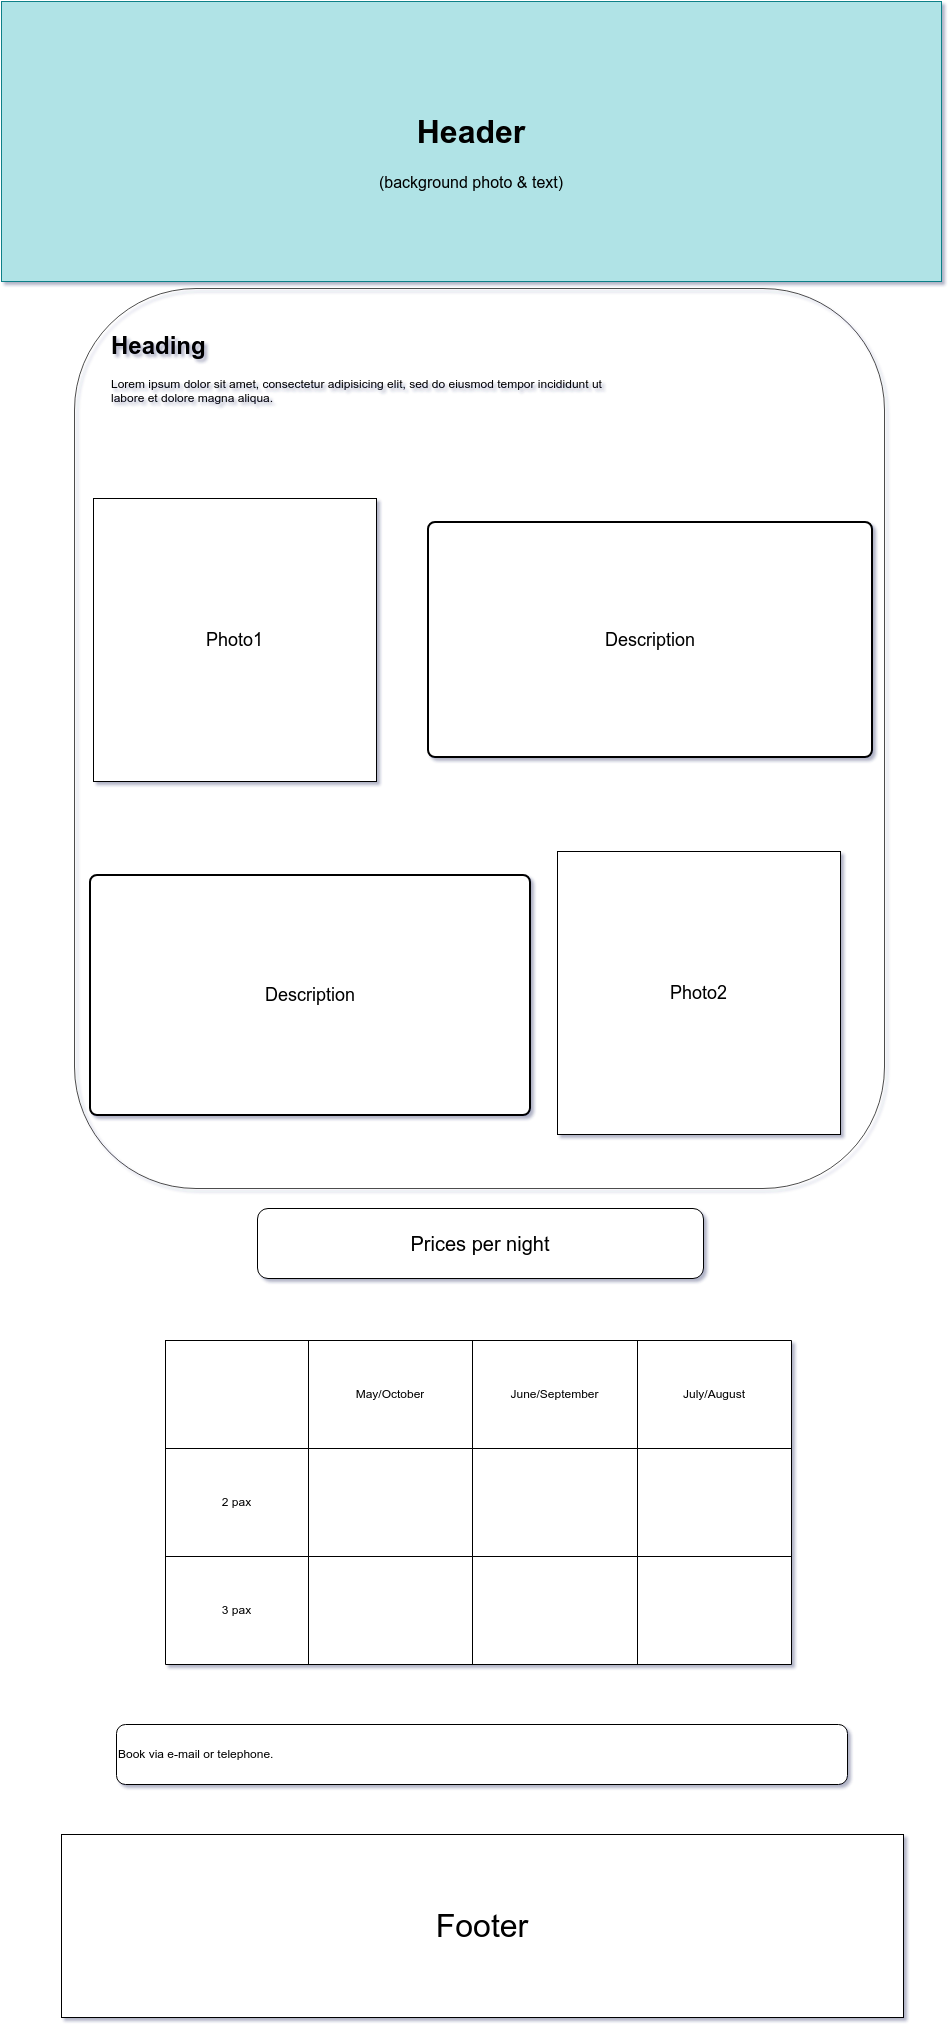 Header
(background photo & text)
Heading
Lorem ipsum dolor sit amet, consectetur adipisicing elit, sed do eiusmod tempor incididunt ut
labore et dolore magna aliqua.
Photo1
Description
Description
Photo2
Prices per night
May/October
June/September
July/August
2 pax
3 pax
Book via e-mail or telephone.
Footer